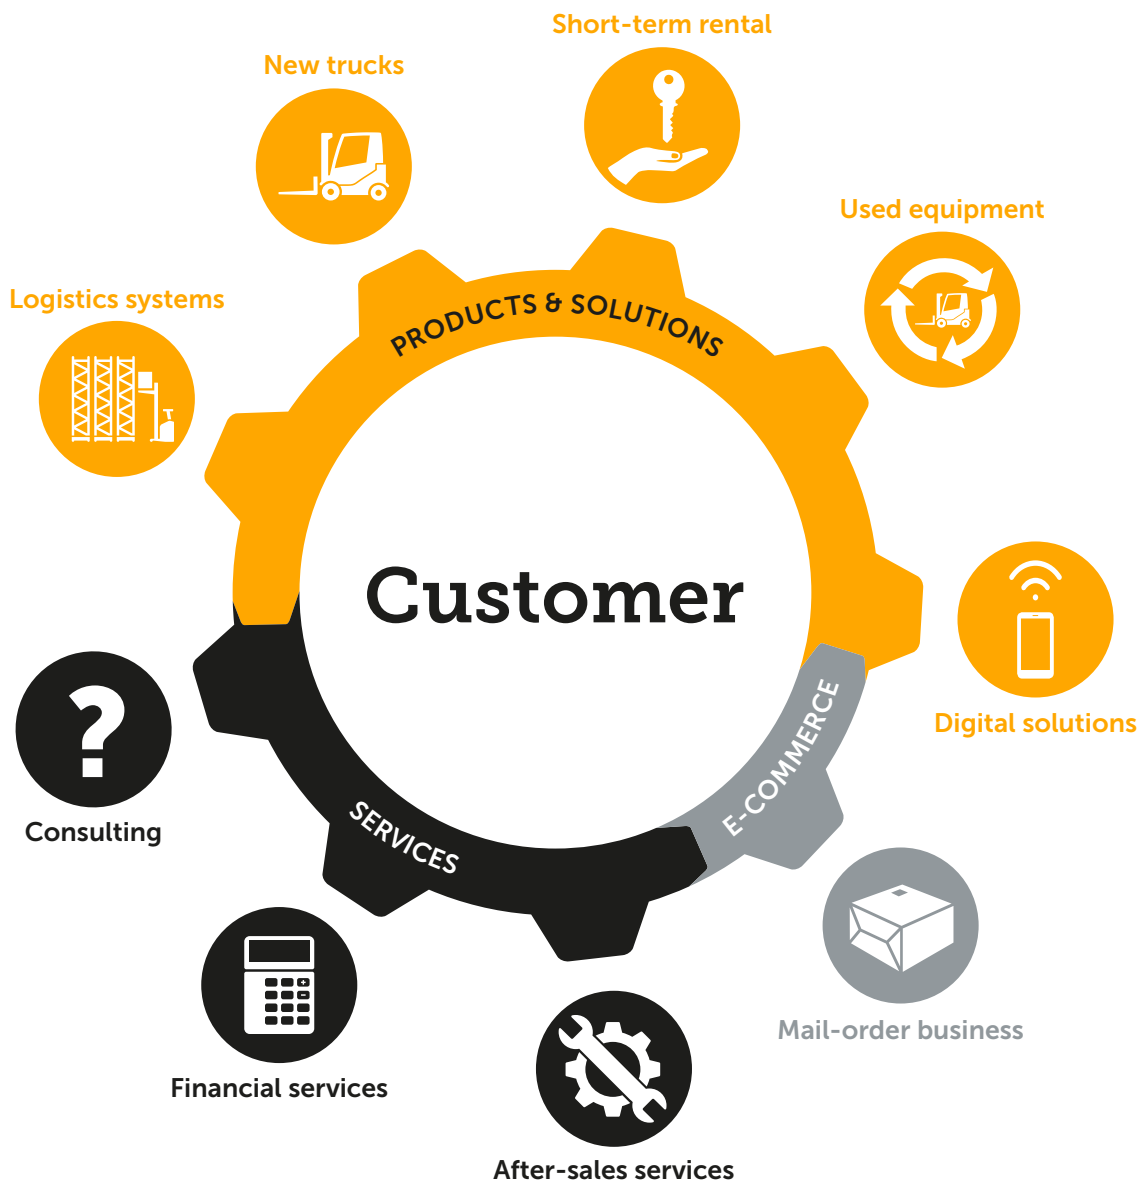 Short-term rental
New trucks
Used equipment
Logistics systems
PRODUCTS & SOLUTIONS
Customer
Digital solutions
E-COMMERCE
SERVICES
Consulting
Mail-order business
Financial services
After-sales services